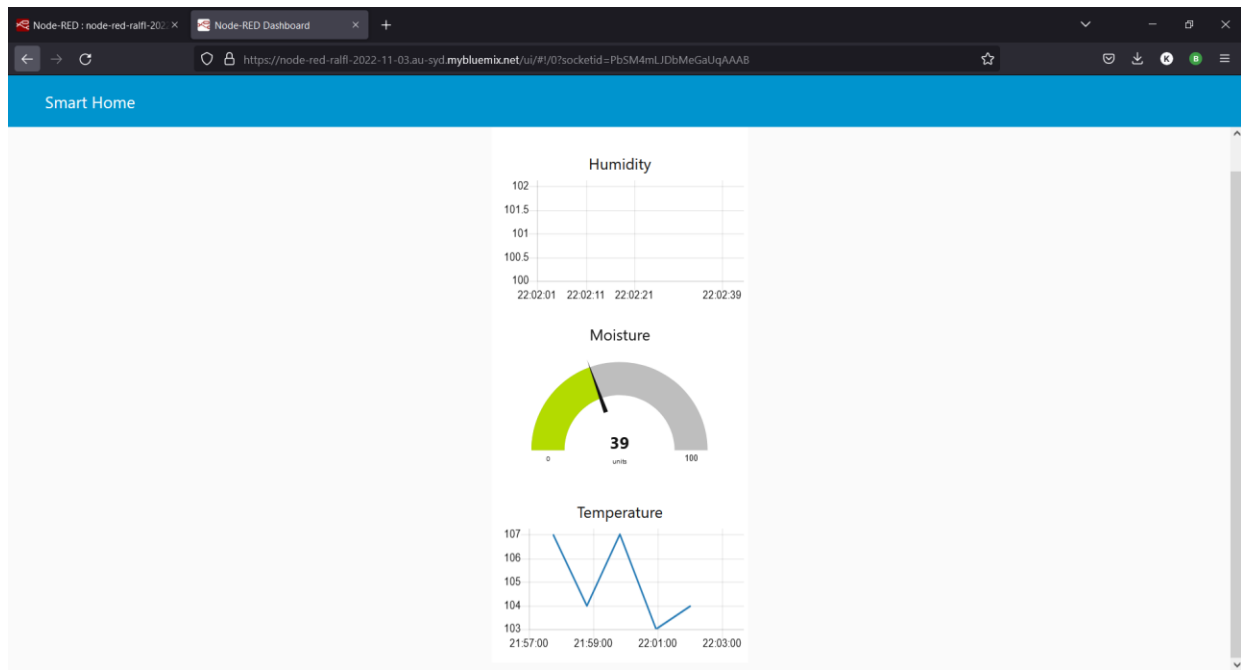 Node-RED : node-red-ralfl-202
Node-RED Dashboard
https://node-red-ralfl-2022-11-03.au-syd.mybluemix.net/ui/#!/0?socketid=PbSM4mLJDbMeGaUqAAAB
K
B
Smart Home
Humidity
102
101.5
101
100.5
100
22:02:01 22:02:11 22:02:21 22:02:39
Moisture
39
0 units 100
Temperature
107
106
105
104
103
21:57:00 21:59:00 22:01:00 22:03:00